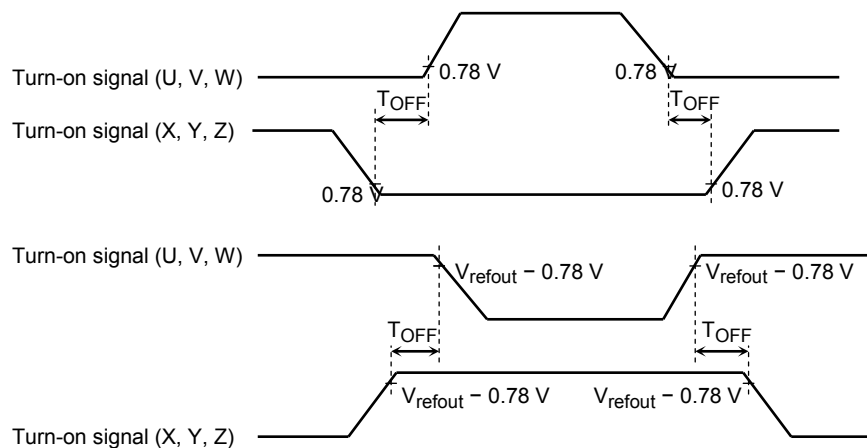 Turn-on signal (U, V, W)
0.78 V
0.78 V
TOFF
TOFF
Turn-on signal (X, Y, Z)
0.78 V
0.78 V
Turn-on signal (U, V, W)
Vrefout − 0.78 V
Vrefout − 0.78 V
TOFF
TOFF
Vrefout − 0.78 V
Vrefout − 0.78 V
Turn-on signal (X, Y, Z)